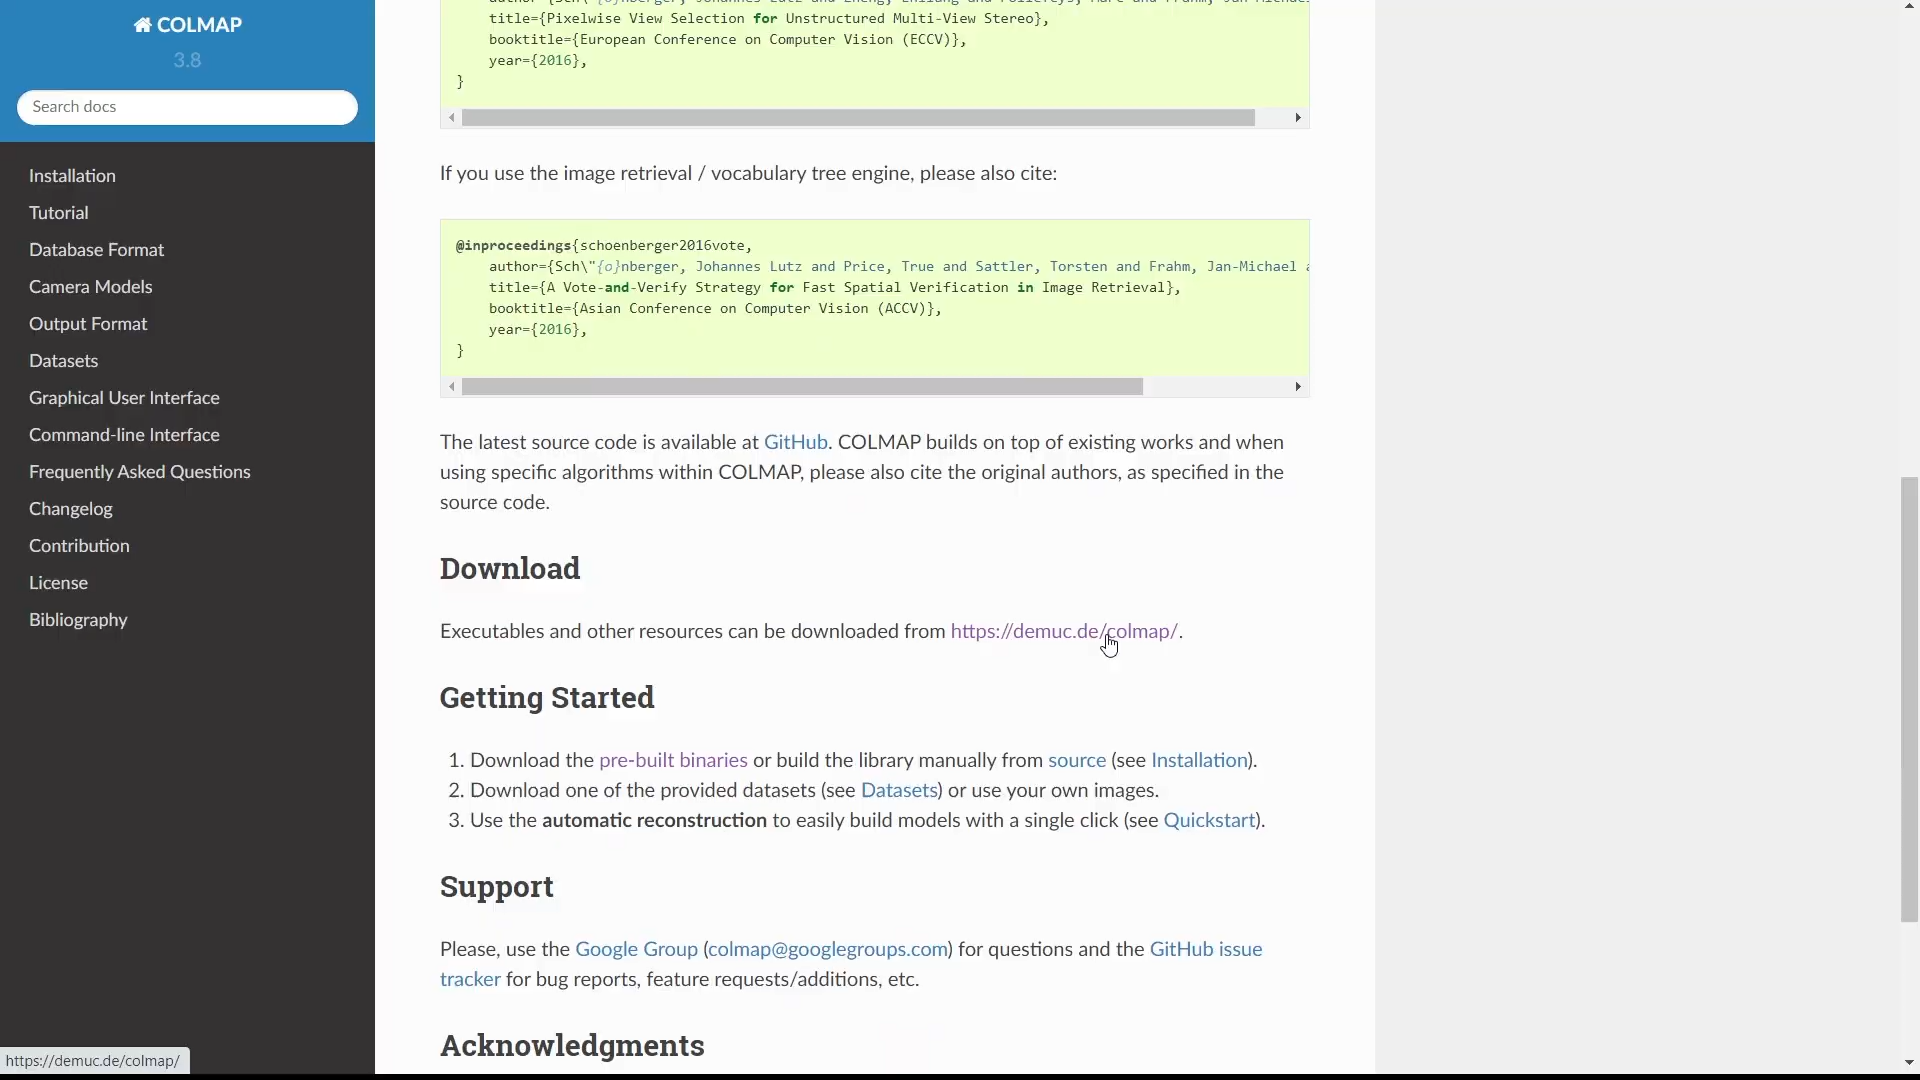 COLMAP
3.8
Search docs
Installation
Tutorial
Database Format
Camera Models
Output Format
Datasets
Graphical User Interface
Command-line Interface
Frequently Asked Questions
Changelog
Contribution
License
Bibliography
title={Pixelwise View Selection for Unstructured Multi-View Stereo},
booktitle={European Conference on Computer Vision (ECCV)},
year={2016},
}
If you use the image retrieval / vocabulary tree engine, please also cite:
@inproceedings{schoenberger2016vote,
author={Sch\"{o}nberger, Johannes Lutz and Price, True and Sattler, Torsten and Frahm, Jan-Michael
title={A Vote-and-Verify Strategy for Fast Spatial Verification in Image Retrieval},
booktitle={Asian Conference on Computer Vision (ACCV)},
year={2016},
}
The latest source code is available at GitHub. COLMAP builds on top of existing works and when
using specific algorithms within COLMAP, please also cite the original authors, as specified in the
source code.
Download
Executables and other resources can be downloaded from https://demuc.de/colmap/.
Getting Started
1. Download the pre-built binaries or build the library manually from source (see Installation).
2. Download one of the provided datasets (see Datasets) or use your own images.
3. Use the automatic reconstruction to easily build models with a single click (see Quickstart).
Support
Please, use the Google Group (colmap@googlegroups.com) for questions and the GitHub issue
tracker for bug reports, feature requests/additions, etc.
Acknowledgments
https://demuc.de/colmap/